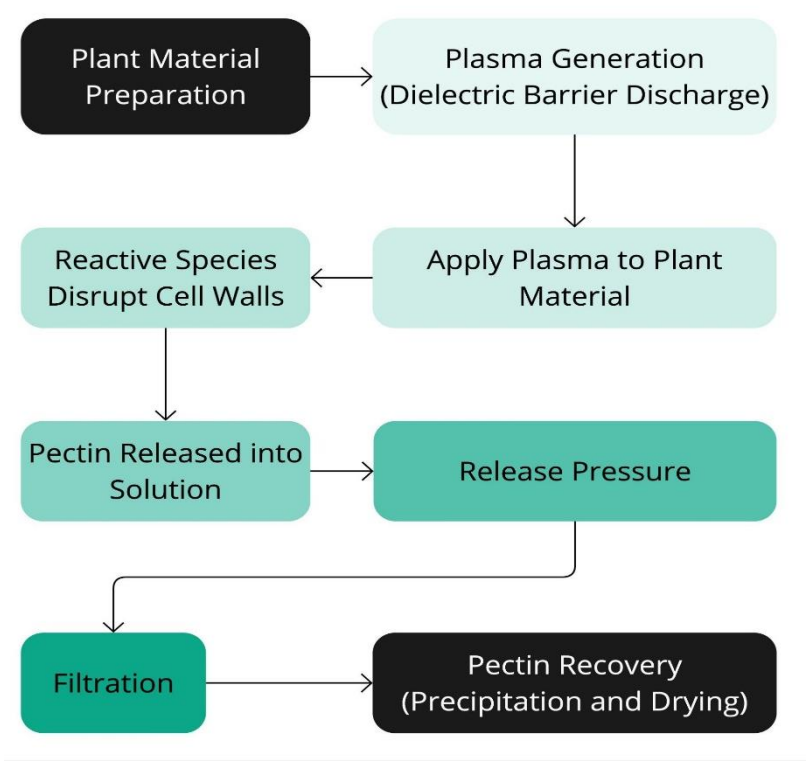 Plant Material
Preparation
Plasma Generation
(Dielectric Barrier Discharge)
Apply Plasma to Plant
Material
Reactive Species
Disrupt Cell Walls
Pectin Released into
Solution
Release Pressure
Filtration
Pectin Recovery
(Precipitation and Drying)